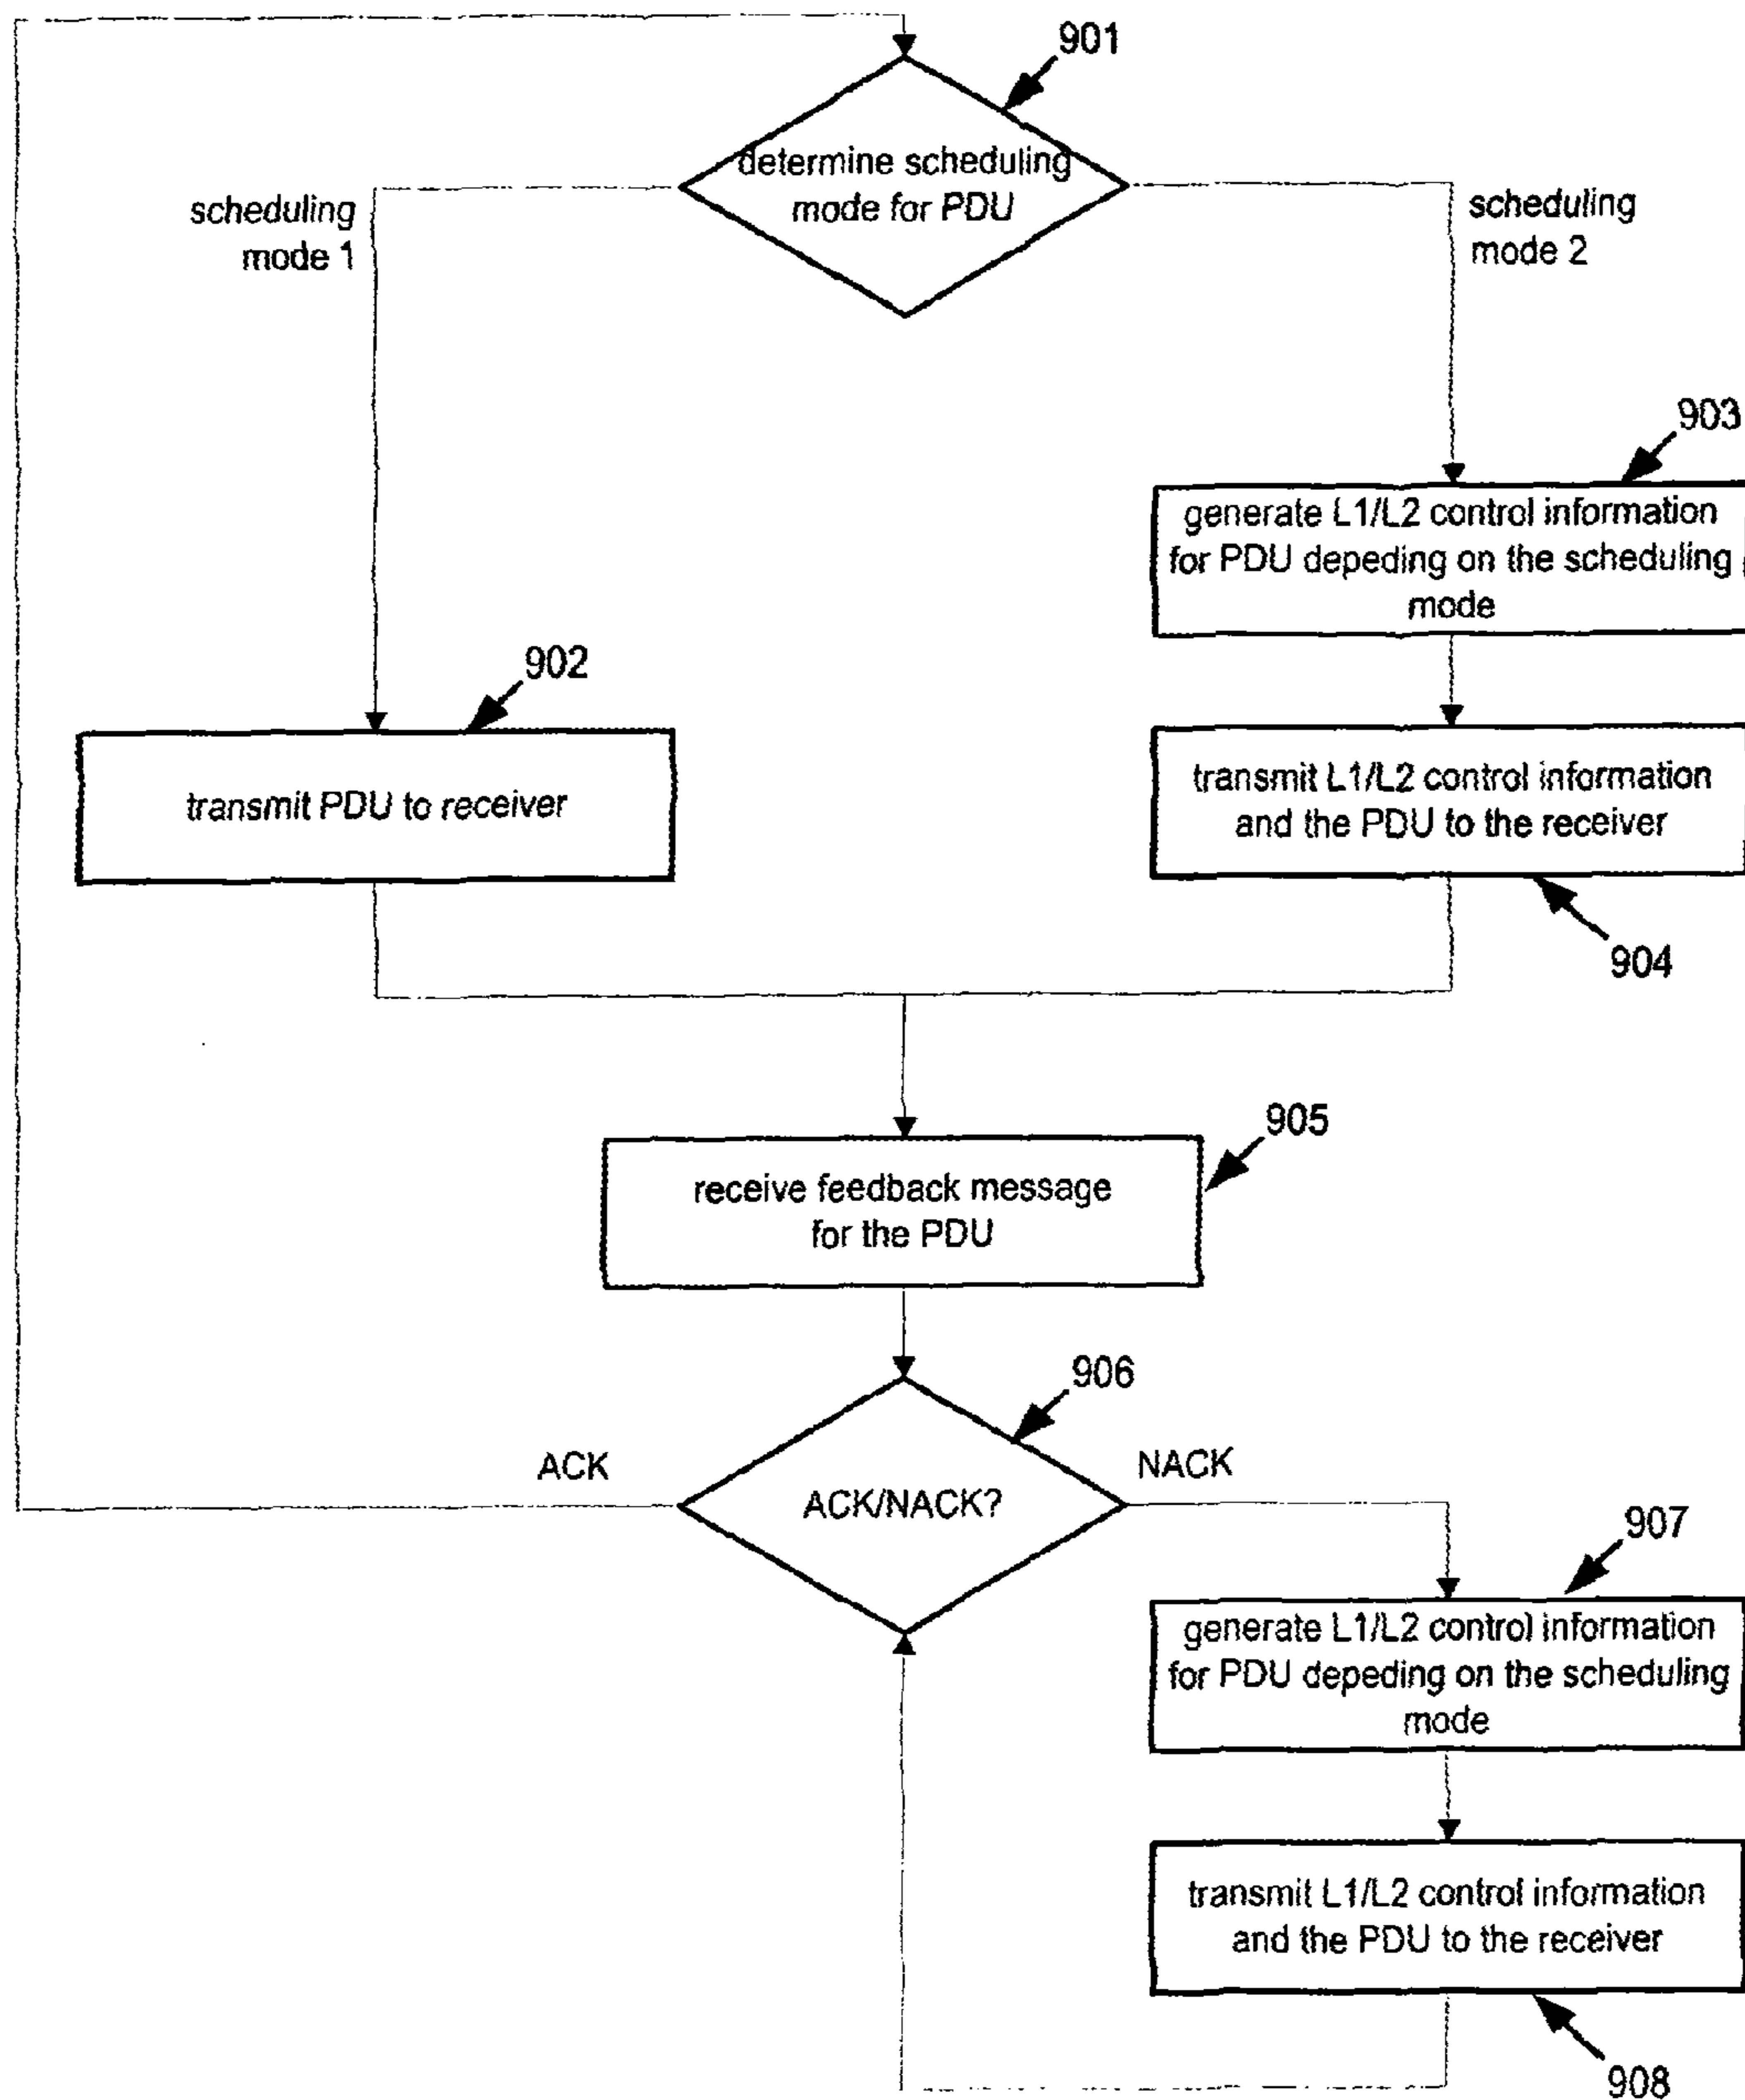 901
determine scheduling
mode for PDU
scheduling
mode 1
scheduling
mode 2
903
generate L1/L2 control information
for PDU depeding on the scheduling
mode
902
transmit PDU to receiver
transmit L1/L2 control information
and the PDU to the receiver
904
905
receive feedback message
for the PDU
906
ACK
NACK
ACK/NACK?
907
generate L1/L2 control information
for PDU depeding on the scheduling
mode
transmit L1/L2 control information
and the PDU to the receiver
908